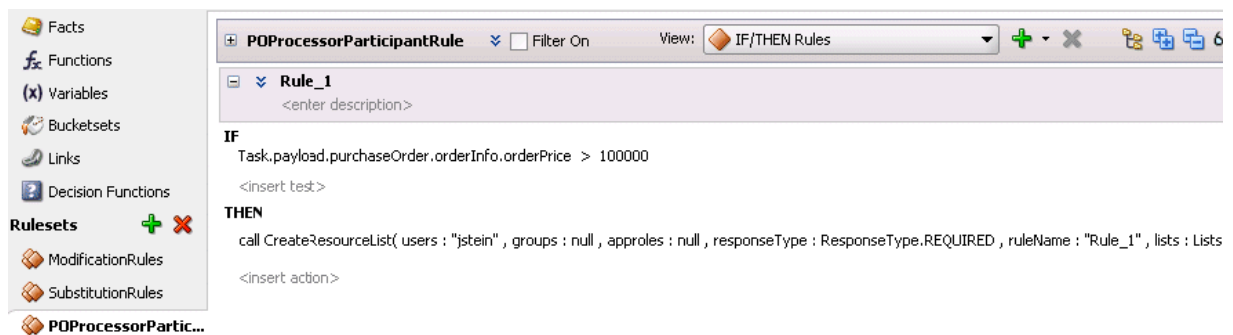 Facts
fx Functions
(x) Variables
Bucketsets
Links
Decision Functions
Rulesets
ModificationRules
SubstitutionRules
POProcessorPartic...
POProcessorParticipantRule Filter On View: IF/THEN Rules 6
Rule_1
<enter description>
IF
Task.payload.purchaseOrder.orderInfo.orderPrice > 100000
<insert test>
THEN
call CreateResourceList( users : "jstein" , groups : null , approles : null , responseType : ResponseType.REQUIRED , ruleName : "Rule_1" , lists : Lists
<insert action>